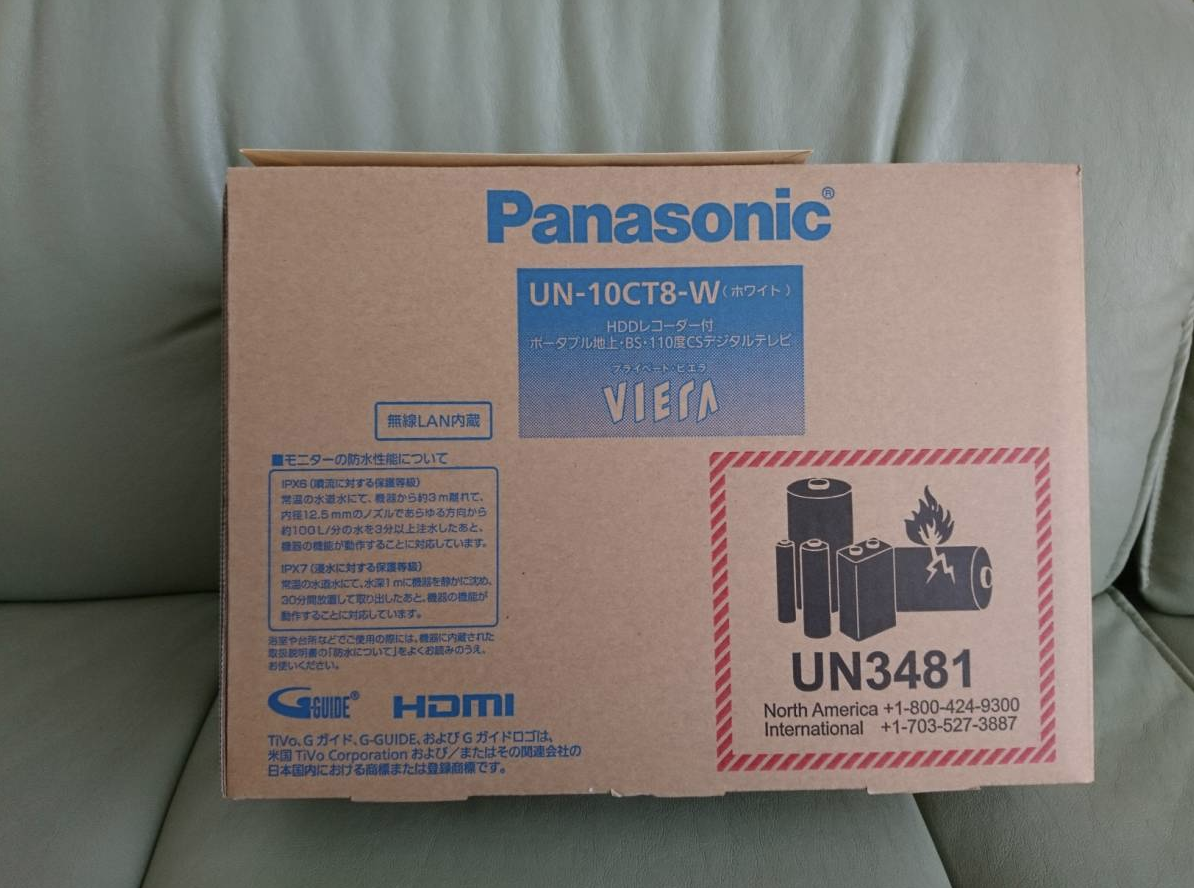 Panasonic®
UN-10CT8-W（ホワイト）
HDDレコーダー付
ポータブル地上・BS・110度CSデジタルテレビ
プライベート・ビエラ
VIERA
無線LAN内蔵
■モニターの防水性能について
IPX6（噴流に対する保護等級）
常温の水道水にて、機器から約3m離れて、
内径12.5mmのノズルであらゆる方向から
約100L/分の水を3分以上注水したあと、
機器の機能が動作することに対応しています。
IPX7（浸水に対する保護等級）
常温の水道水にて、水深1mに機器を静かに沈め、
30分間放置して取り出したあと、機器の機能が
動作することに対応しています。
浴室や台所などでご使用の際には、機器に内蔵された
取扱説明書の「防水について」をよくお読みのうえ、
お使いください。
G-GUIDE® HDMI
TiVo、Gガイド、G-GUIDE、およびGガイドロゴは、
米国TiVo Corporationおよび／またはその関連会社の
日本国内における商標または登録商標です。
UN3481
North America +1-800-424-9300
International +1-703-527-3887